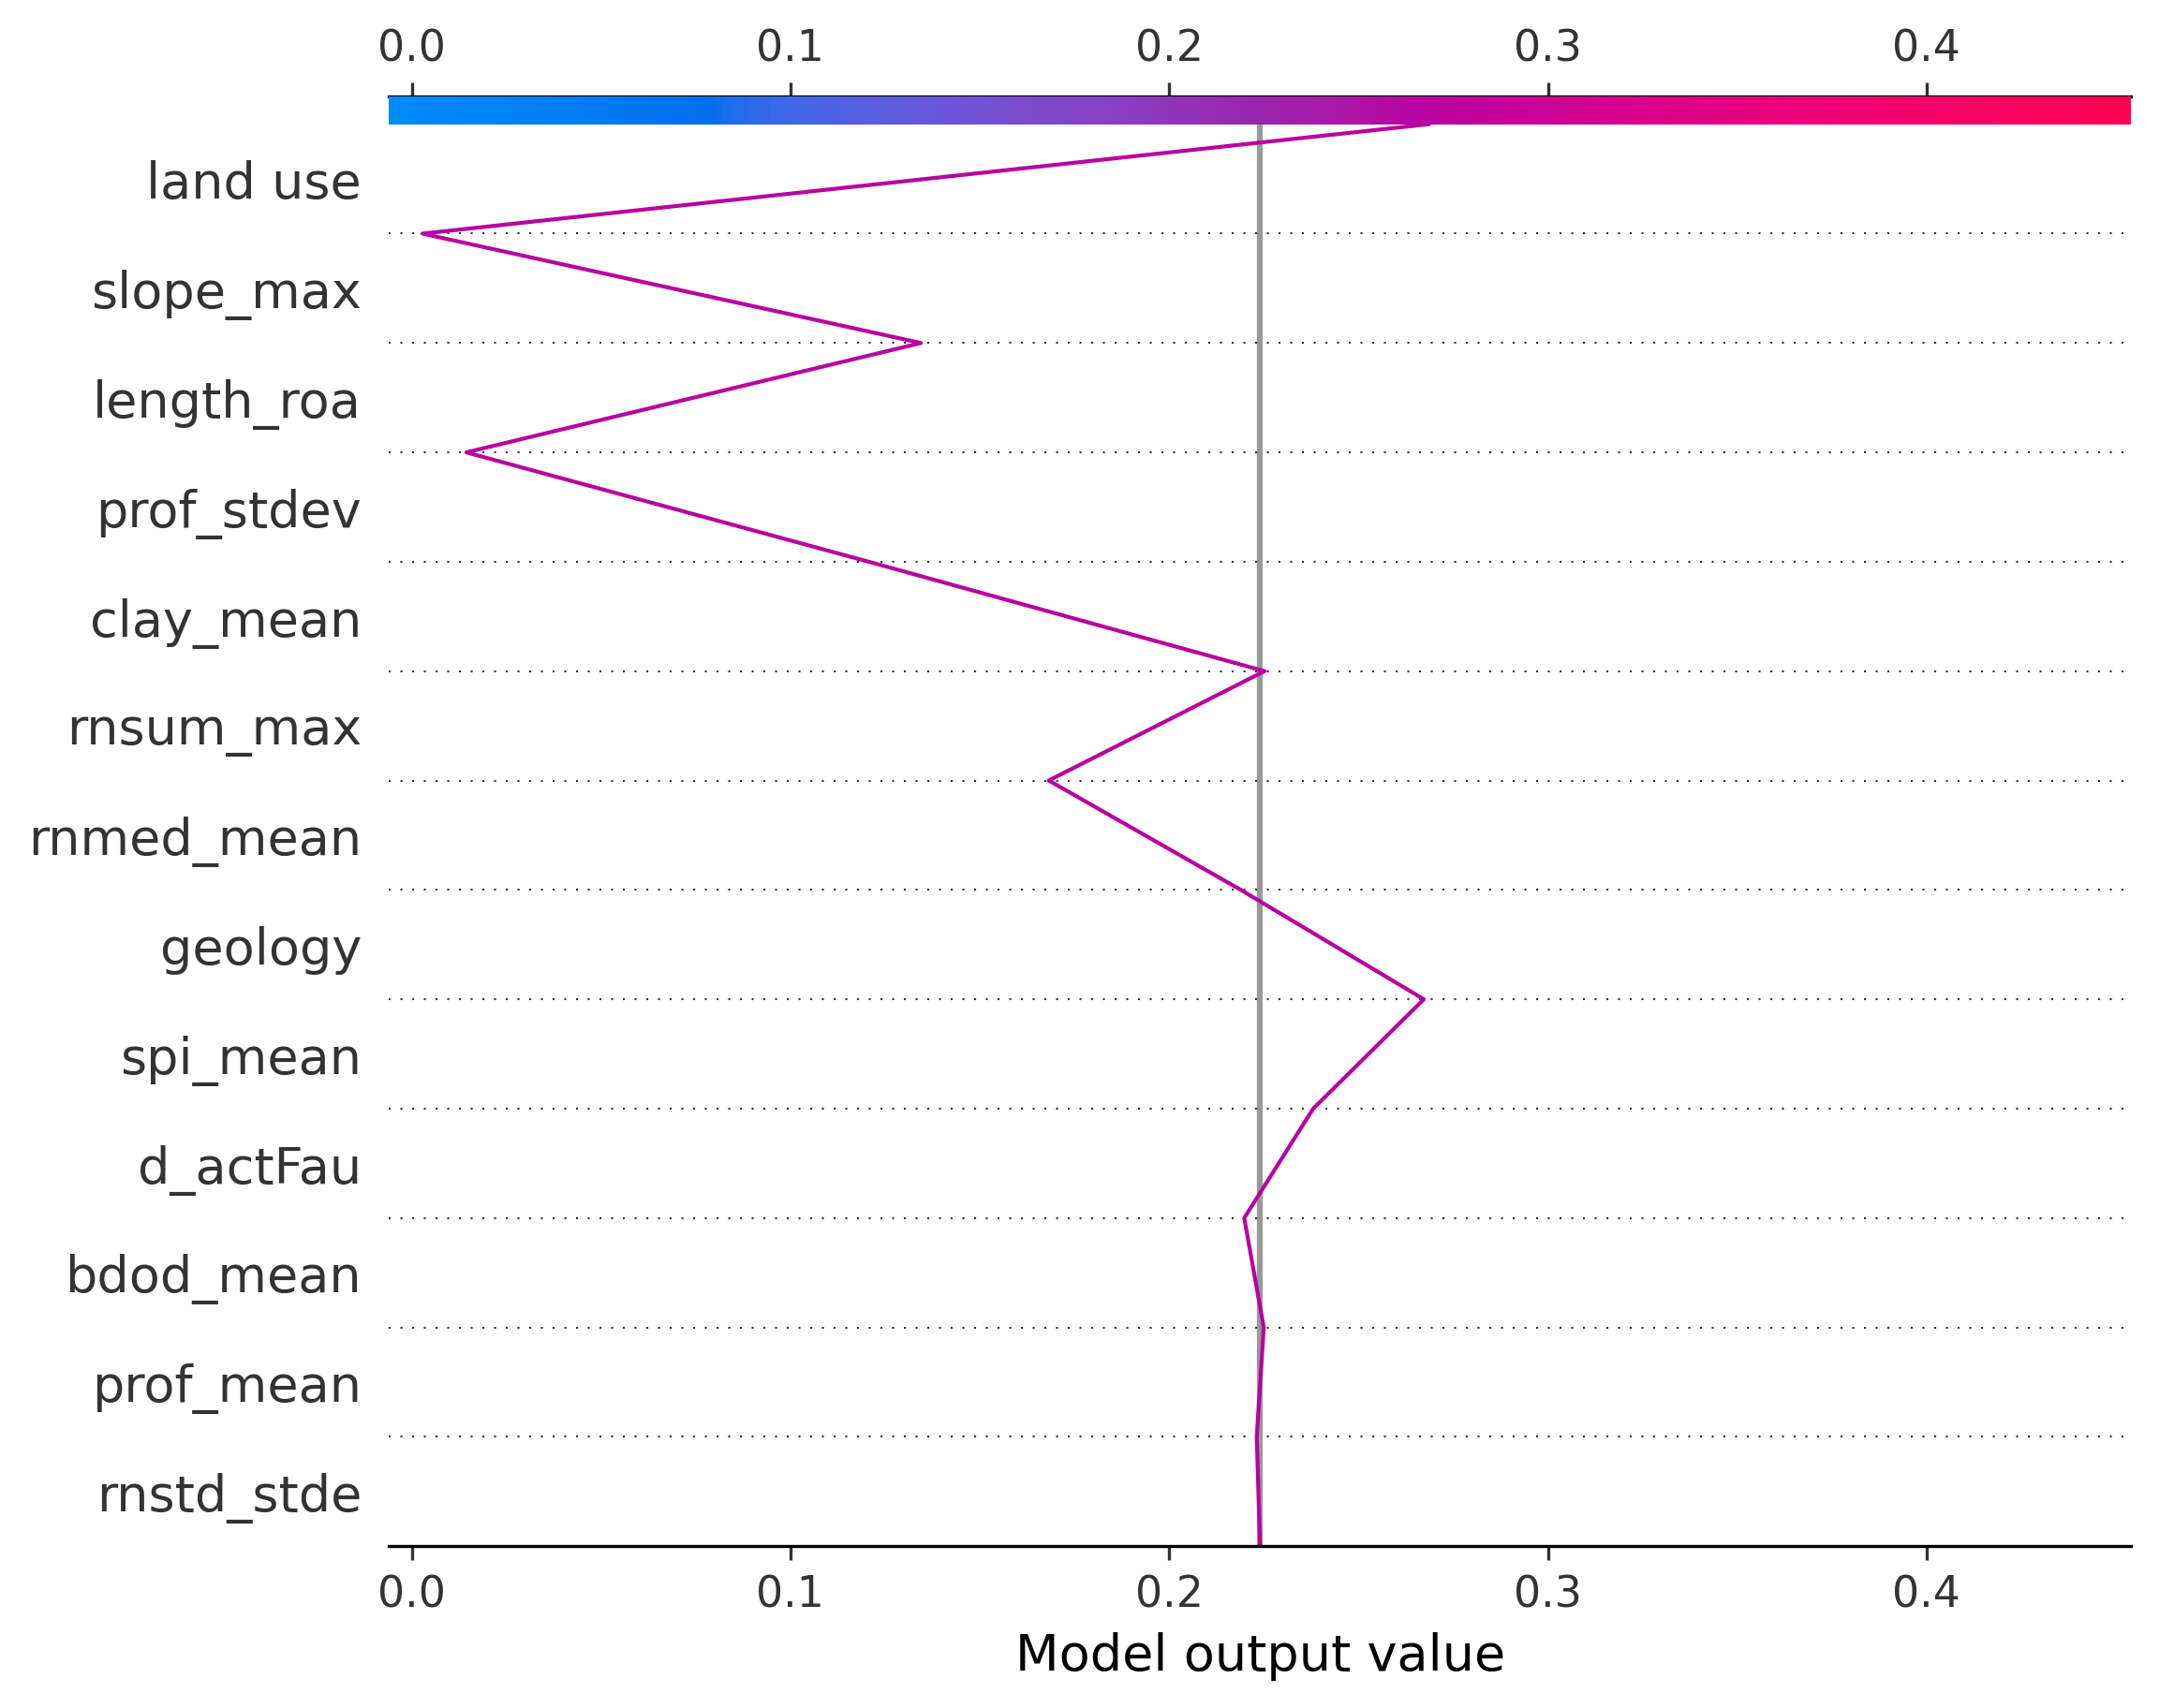 0.0 0.1 0.2 0.3 0.4
land use
slope_max
length_roa
prof_stdev
clay_mean
rnsum_max
rnmed_mean
geology
spi_mean
d_actFau
bdod_mean
prof_mean
rnstd_stde
0.0 0.1 0.2 0.3 0.4
Model output value